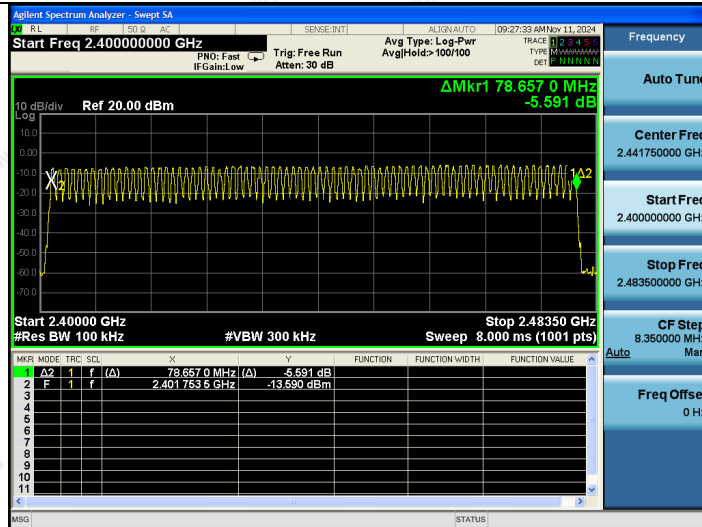 Agilent Spectrum Analyzer - Swept SA
LXI RL RF 50 Ω AC SENSE:INT ALIGNAUTO 09:27:33 AM Nov 11, 2024
Start Freq 2.400000000 GHz
PNO: Fast
IFGain:Low
Trig: Free Run
Atten: 30 dB
Avg Type: Log-Pwr
Avg|Hold:>100/100
TRACE 1 2 3 4 5 6
TYPE M
DET P N N N N N
ΔMkr1 78.657 0 MHz
-5.591 dB
10 dB/div Ref 20.00 dBm
Log
10.0
0.00
-10.0
-20.0
-30.0
-40.0
-50.0
-60.0
-70.0
X2
1Δ2
Start 2.40000 GHz Stop 2.48350 GHz
#Res BW 100 kHz #VBW 300 kHz Sweep 8.000 ms (1001 pts)
MKR MODE TRC SCL X Y FUNCTION FUNCTION WIDTH FUNCTION VALUE
1 Δ2 1 f (Δ) 78.657 0 MHz (Δ) -5.591 dB
2 F 1 f 2.401 753 5 GHz -13.590 dBm
3
4
5
6
7
8
9
10
11
MSG STATUS
Frequency
Auto Tune
Center Freq
2.441750000 GHz
Start Freq
2.400000000 GHz
Stop Freq
2.483500000 GHz
CF Step
8.350000 MHz
Auto Man
Freq Offset
0 Hz